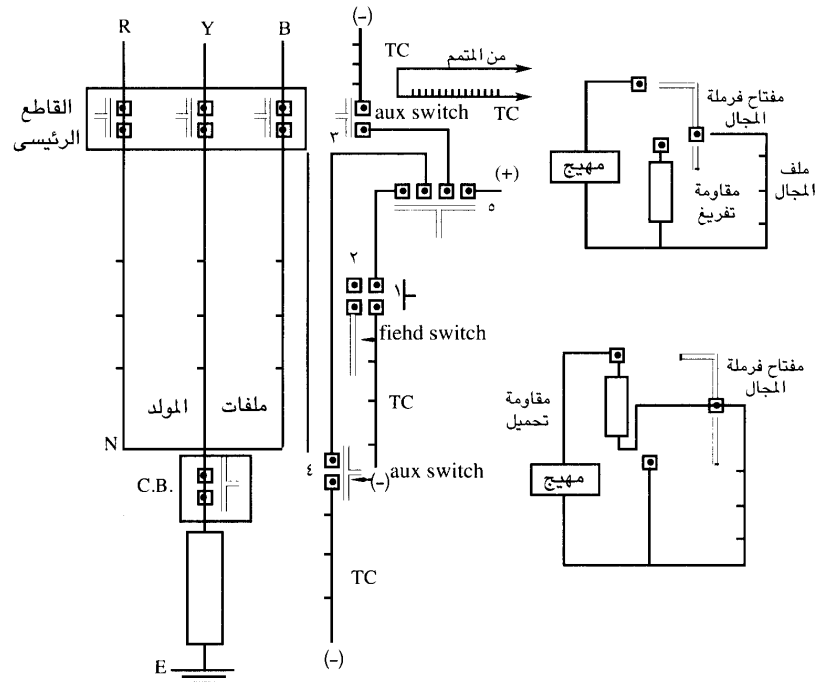 R Y B
القاطع
الرئيسى
(–)
TC
من المتمم
TC
aux switch
٣
(+)
٥
٢
١
fiehd switch
TC
المولد
ملفات
N
C.B.
٤
aux switch
(–)
TC
(–)
E
مفتاح فرملة
المجال
مهيج
مقاومة
تفريغ
ملف
المجال
مفتاح فرملة
المجال
مقاومة
تحميل
مهيج